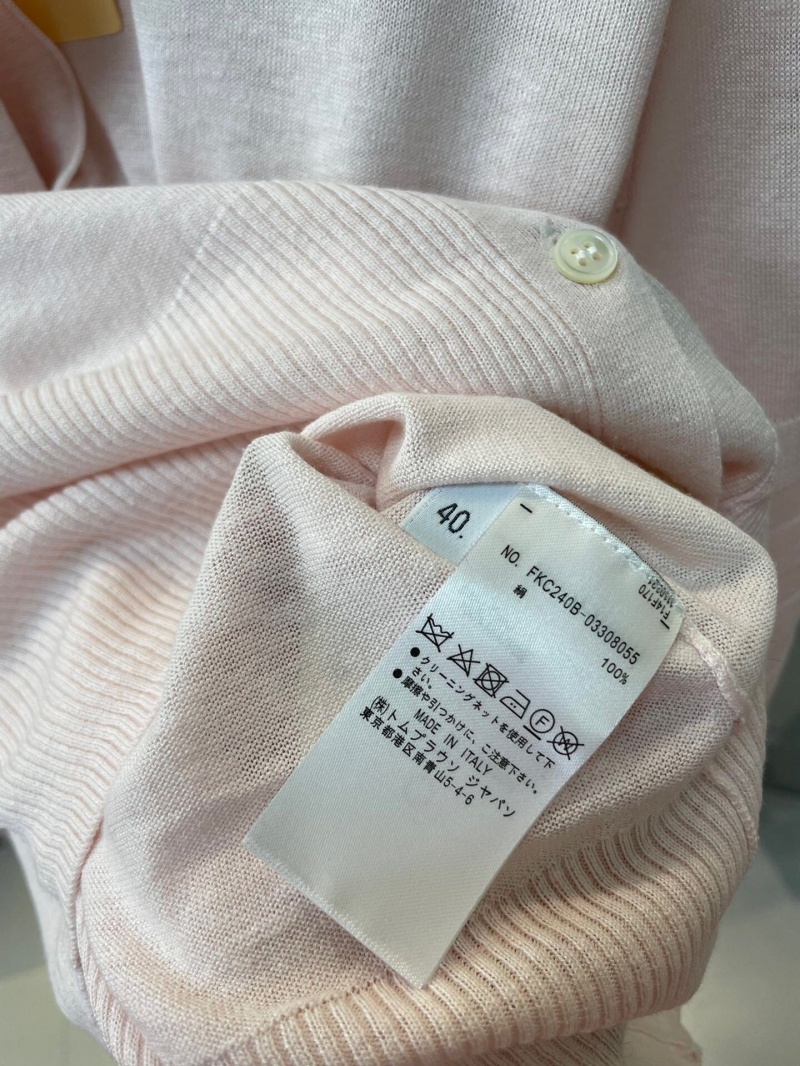 40.
NO. FKC240B-03308055
絹 100%
F
W
●クリーニングネットを使用して下
さい。
●摩擦や引つかけに、ご注意下さい。
MADE IN ITALY
㈱トムブラウン ジャパン
東京都港区南青山5-4-6
F14F170